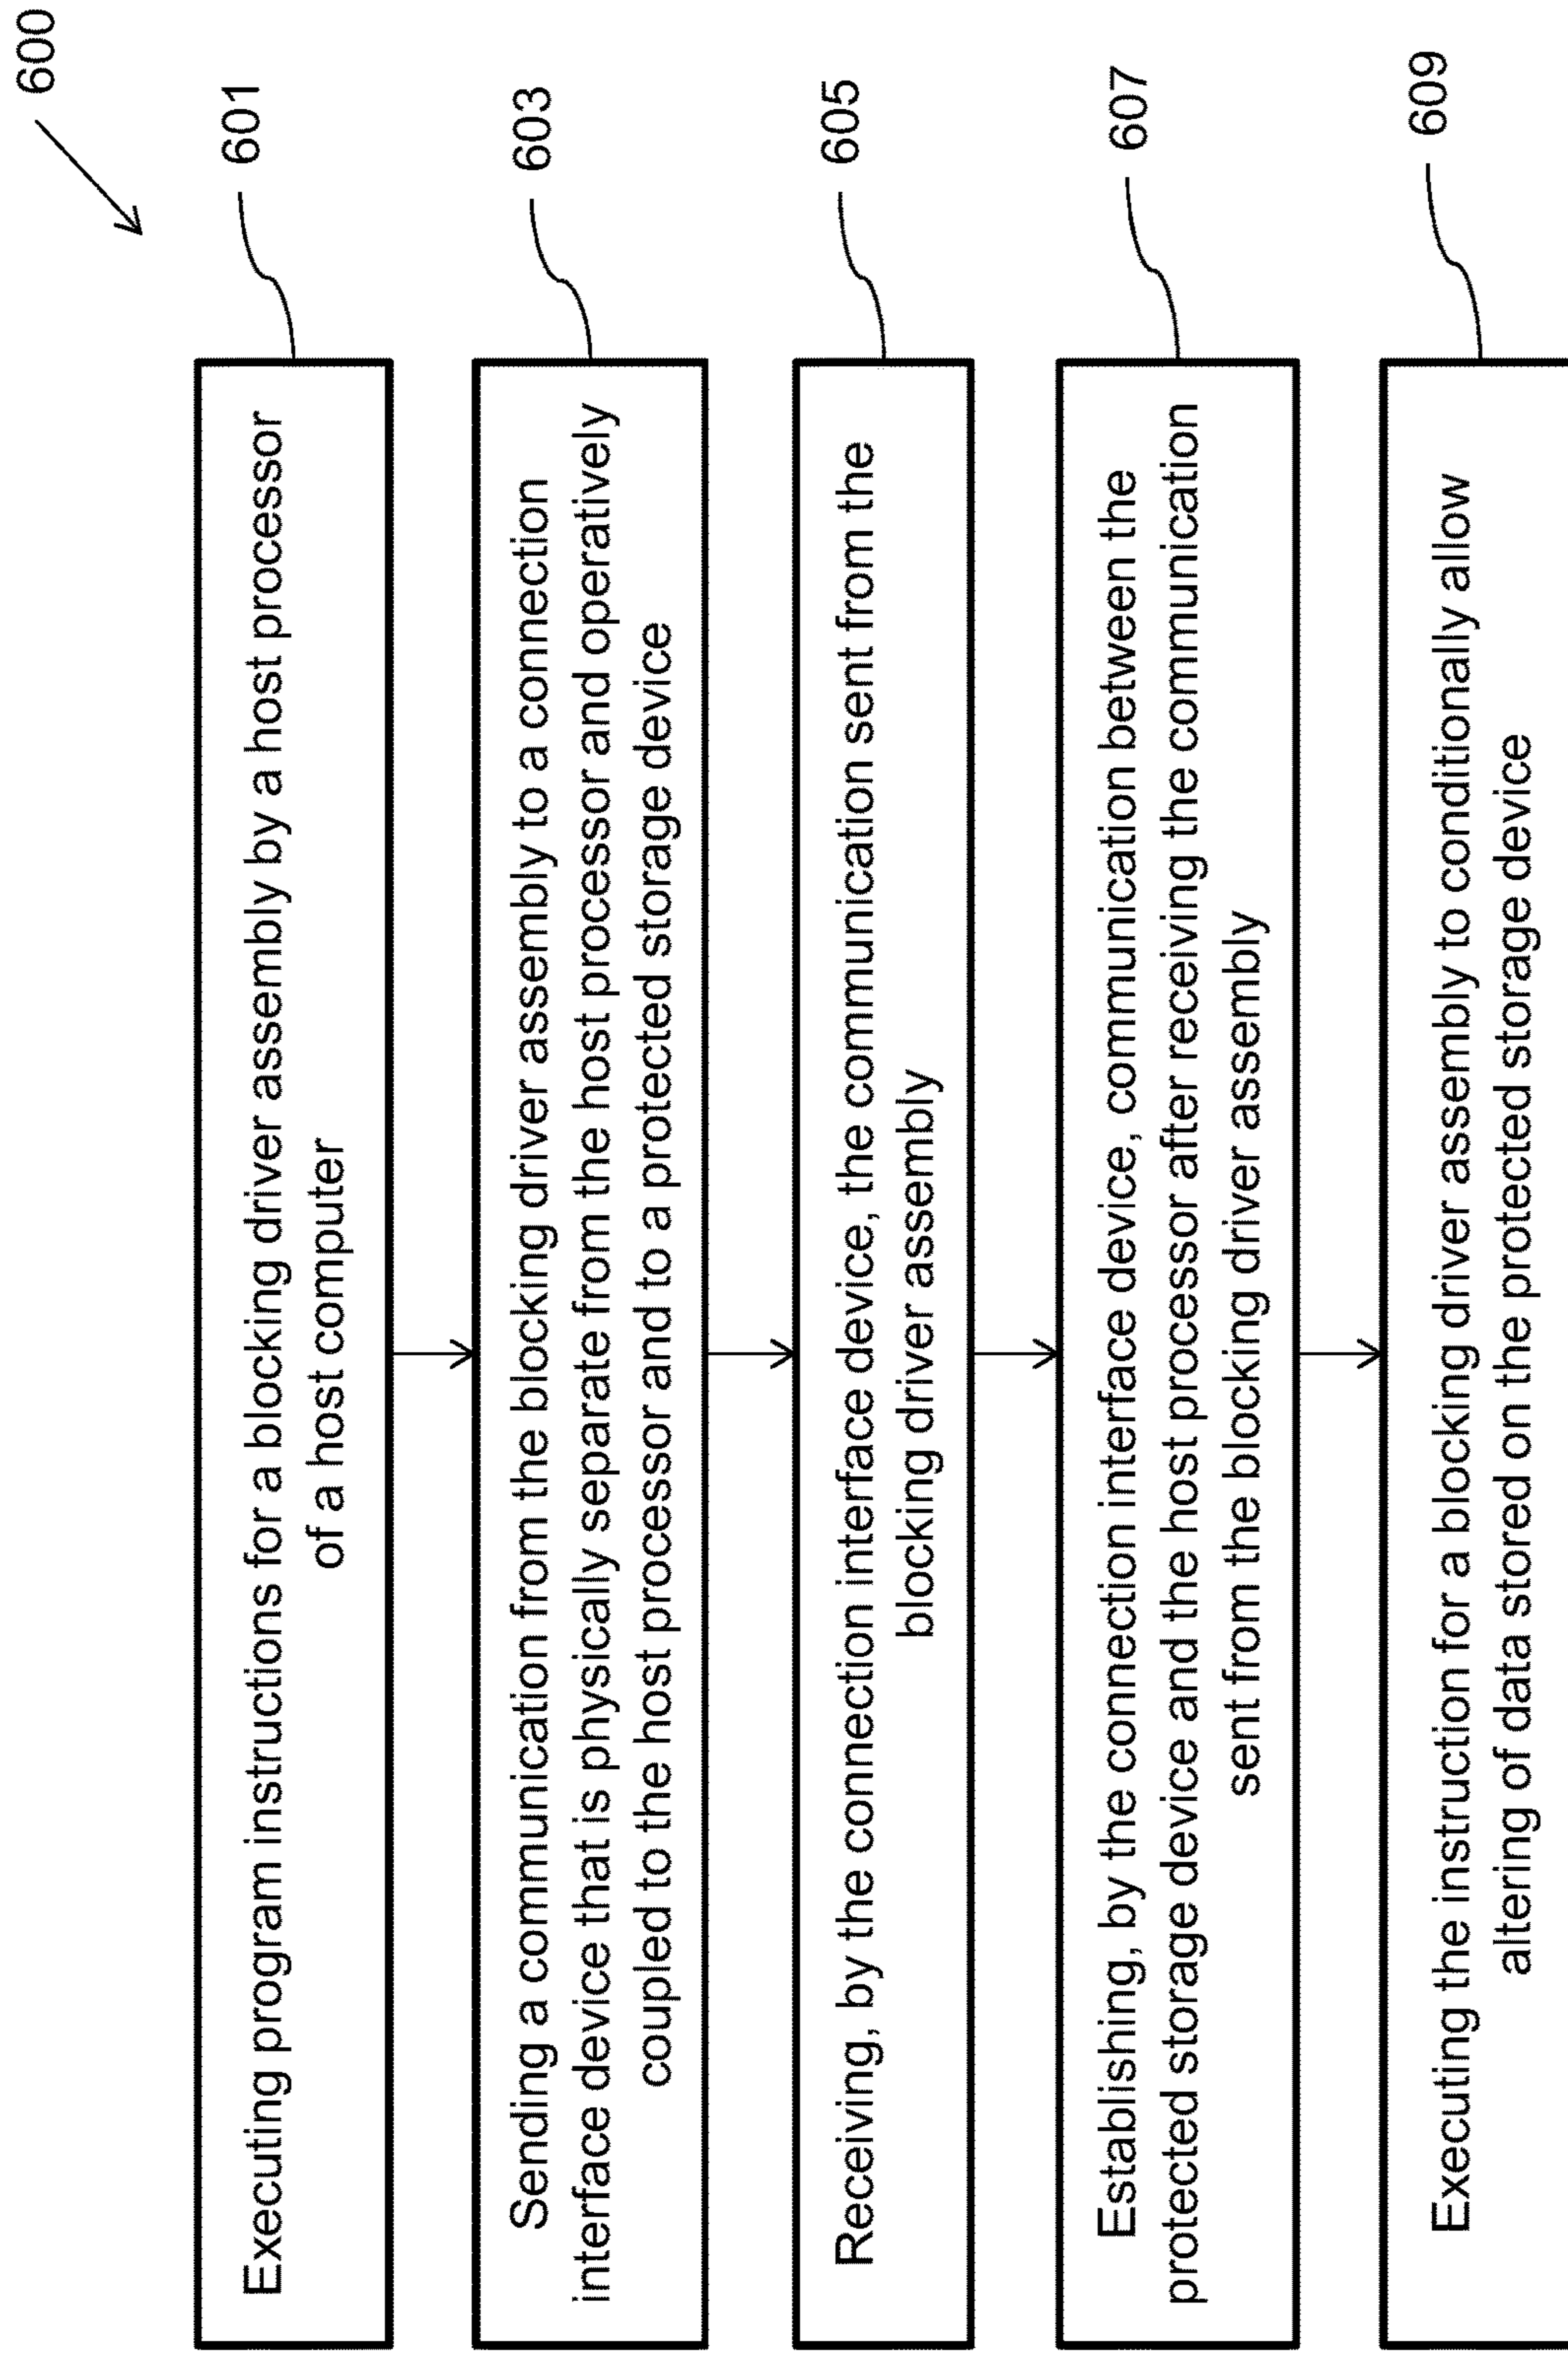 600
601
Executing program instructions for a blocking driver assembly by a host processor
of a host computer
603
Sending a communication from the blocking driver assembly to a connection
interface device that is physically separate from the host processor and operatively
coupled to the host processor and to a protected storage device
605
Receiving, by the connection interface device, the communication sent from the
blocking driver assembly
607
Establishing, by the connection interface device, communication between the
protected storage device and the host processor after receiving the communication
sent from the blocking driver assembly
609
Executing the instruction for a blocking driver assembly to conditionally allow
altering of data stored on the protected storage device